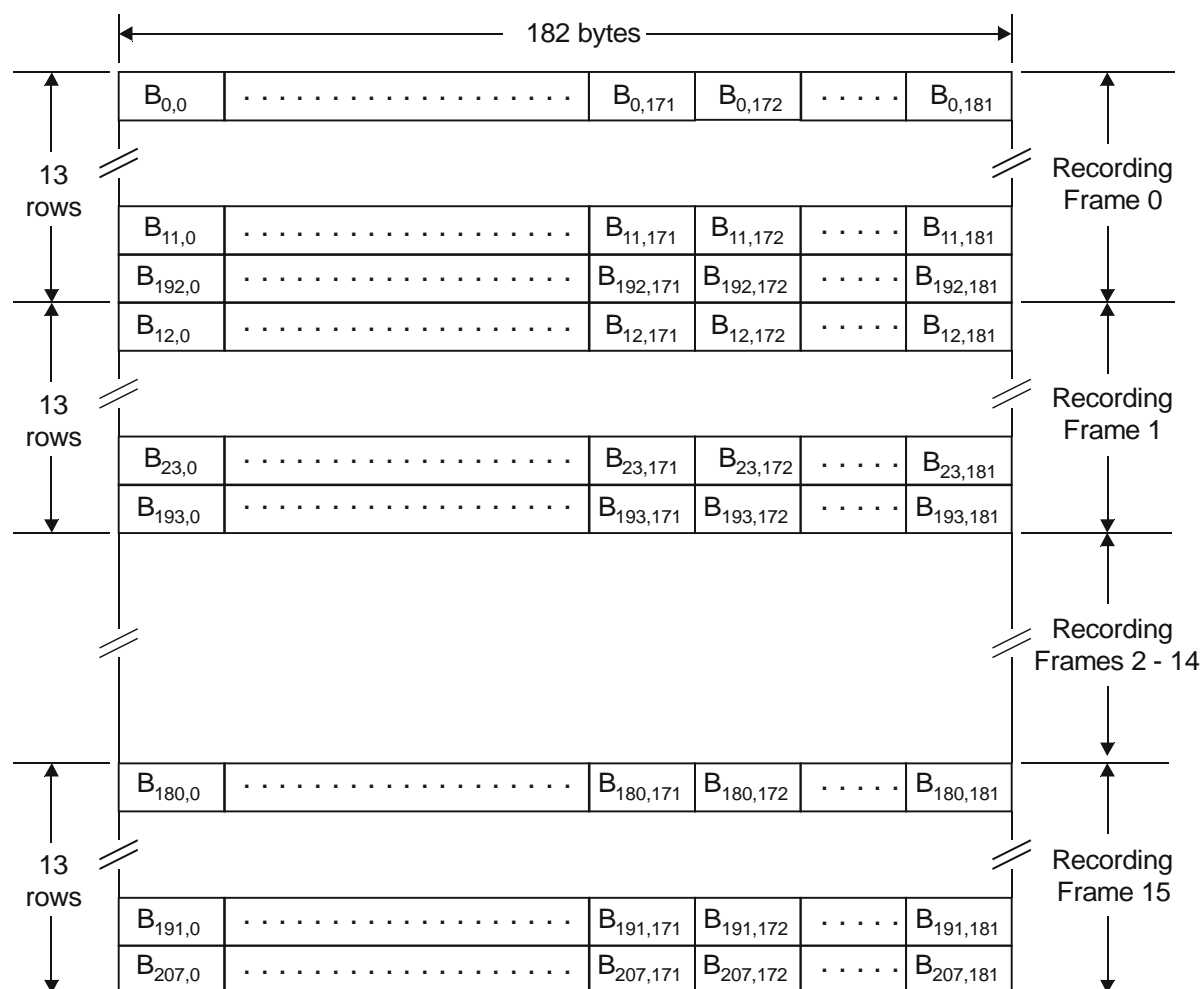 182 bytes
B0,0 . . . . . . . . . . . . . . . . . . . B0,171 B0,172 . . . . . B0,181
13
rows
Recording
Frame 0
B11,0 . . . . . . . . . . . . . . . . . . . B11,171 B11,172 . . . . . B11,181
B192,0 . . . . . . . . . . . . . . . . . . . B192,171 B192,172 . . . . . B192,181
B12,0 . . . . . . . . . . . . . . . . . . . B12,171 B12,172 . . . . . B12,181
13
rows
Recording
Frame 1
B23,0 . . . . . . . . . . . . . . . . . . . B23,171 B23,172 . . . . . B23,181
B193,0 . . . . . . . . . . . . . . . . . . . B193,171 B193,172 . . . . . B193,181
Recording
Frames 2 - 14
B180,0 . . . . . . . . . . . . . . . . . . . B180,171 B180,172 . . . . . B180,181
13
rows
Recording
Frame 15
B191,0 . . . . . . . . . . . . . . . . . . . B191,171 B191,172 . . . . . B191,181
B207,0 . . . . . . . . . . . . . . . . . . . B207,171 B207,172 . . . . . B207,181